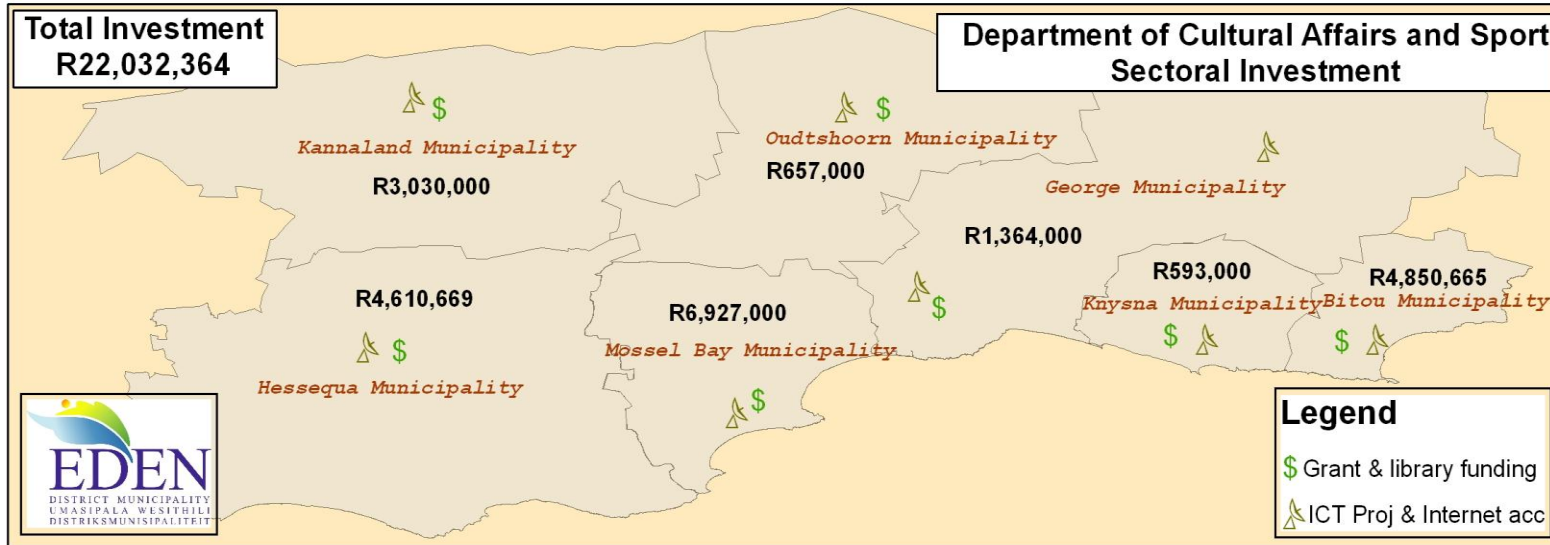 Total Investment
R22,032,364
Department of Cultural Affairs and Sport
Sectoral Investment
Kannaland Municipality
R3,030,000
Oudtshoorn Municipality
R657,000
George Municipality
R1,364,000
R593,000
Knysna Municipality
R4,850,665
Bitou Municipality
R4,610,669
Hessequa Municipality
R6,927,000
Mossel Bay Municipality
EDEN
DISTRICT MUNICIPALITY
UMASIPALA WESITHILI
DISTRIKSMUNISIPALITEIT
Legend
$ Grant & library funding
ICT Proj & Internet acc